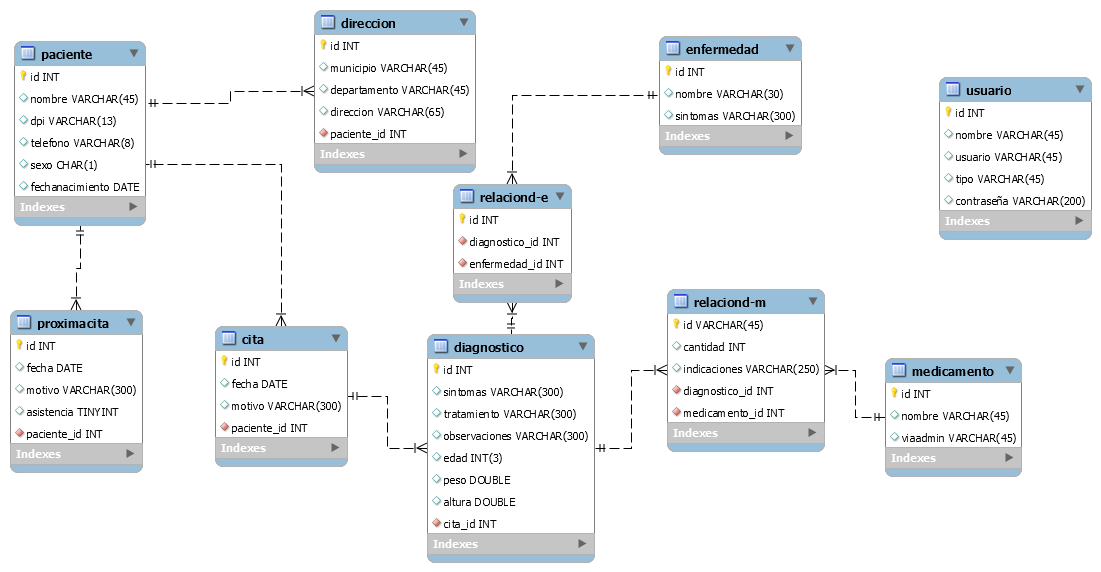 paciente
id INT
nombre VARCHAR(45)
dpi VARCHAR(13)
telefono VARCHAR(8)
sexo CHAR(1)
fechanacimiento DATE
Indexes
direccion
id INT
municipio VARCHAR(45)
departamento VARCHAR(45)
direccion VARCHAR(65)
paciente_id INT
Indexes
enfermedad
id INT
nombre VARCHAR(30)
sintomas VARCHAR(300)
Indexes
usuario
id INT
nombre VARCHAR(45)
usuario VARCHAR(45)
tipo VARCHAR(45)
contraseña VARCHAR(200)
Indexes
relaciond-e
id INT
diagnostico_id INT
enfermedad_id INT
Indexes
proximacita
id INT
fecha DATE
motivo VARCHAR(300)
asistencia TINYINT
paciente_id INT
Indexes
cita
id INT
fecha DATE
motivo VARCHAR(300)
paciente_id INT
Indexes
diagnostico
id INT
sintomas VARCHAR(300)
tratamiento VARCHAR(300)
observaciones VARCHAR(300)
edad INT(3)
peso DOUBLE
altura DOUBLE
cita_id INT
Indexes
relaciond-m
id VARCHAR(45)
cantidad INT
indicaciones VARCHAR(250)
diagnostico_id INT
medicamento_id INT
Indexes
medicamento
id INT
nombre VARCHAR(45)
viaadmin VARCHAR(45)
Indexes